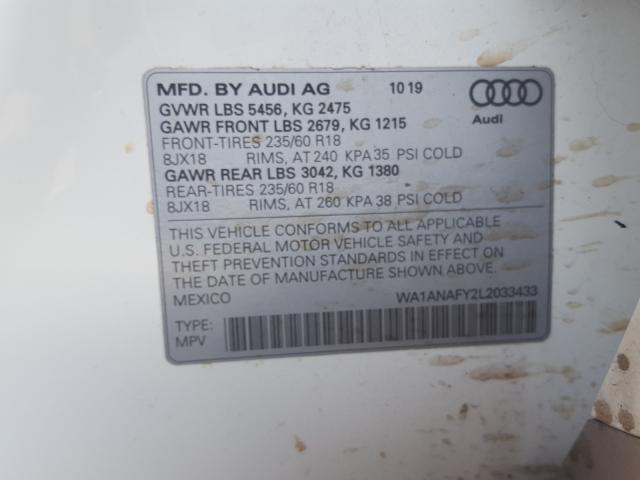 MFD. BY AUDI AG 10 19
GVWR LBS 5456, KG 2475
GAWR FRONT LBS 2679, KG 1215
FRONT-TIRES 235/60 R18
8JX18 RIMS, AT 240 KPA 35 PSI COLD
GAWR REAR LBS 3042, KG 1380
REAR-TIRES 235/60 R18
8JX18 RIMS, AT 260 KPA 38 PSI COLD
Audi
THIS VEHICLE CONFORMS TO ALL APPLICABLE
U.S. FEDERAL MOTOR VEHICLE SAFETY AND
THEFT PREVENTION STANDARDS IN EFFECT ON
THE DATE OF MANUFACTURE SHOWN ABOVE.
MEXICO WA1ANAFY2L2033433
TYPE:
MPV